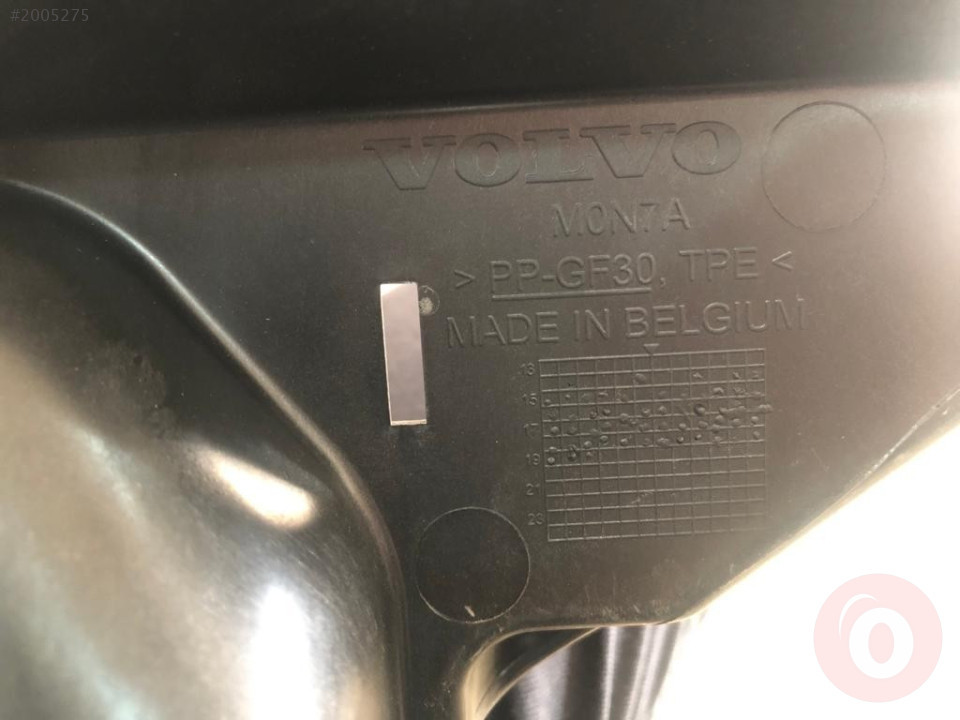 #2005275
VOLVO
M0N7A
> PP-GF30, TPE <
MADE IN BELGIUM
13
15
17
19
21
23